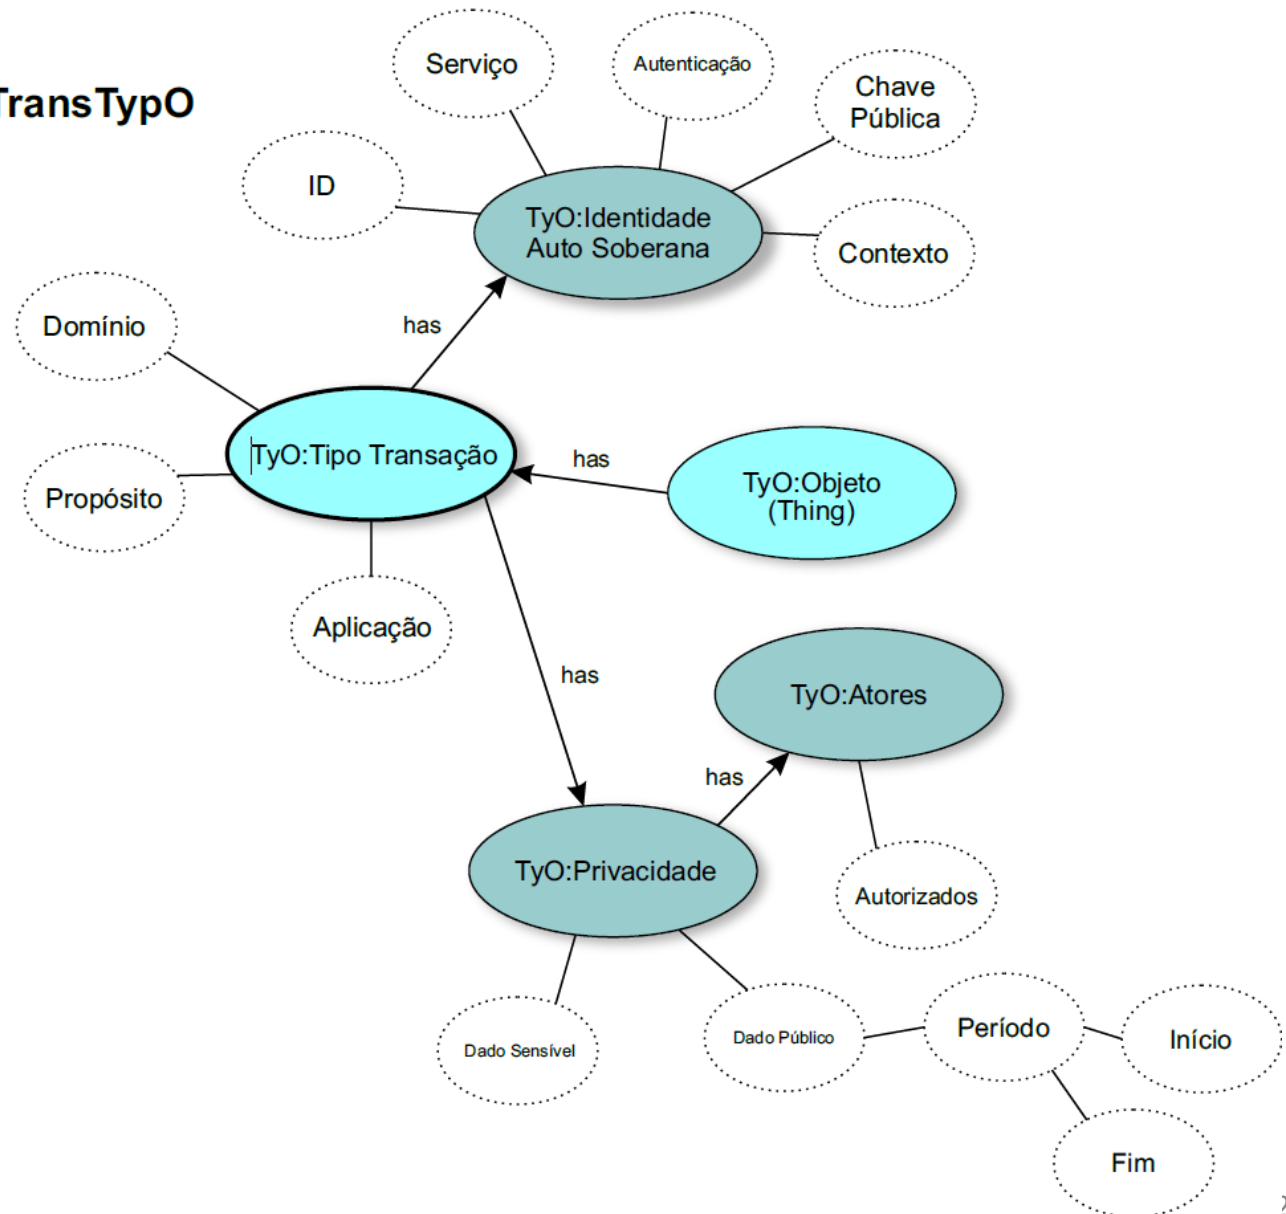 TransTypO
Serviço
Autenticação
Chave
Pública
ID
TyO:Identidade
Auto Soberana
Contexto
Domínio
has
TyO:Tipo Transação
has
TyO:Objeto
(Thing)
Propósito
Aplicação
has
TyO:Atores
has
TyO:Privacidade
Autorizados
Dado Sensível
Dado Público
Período
Início
Fim